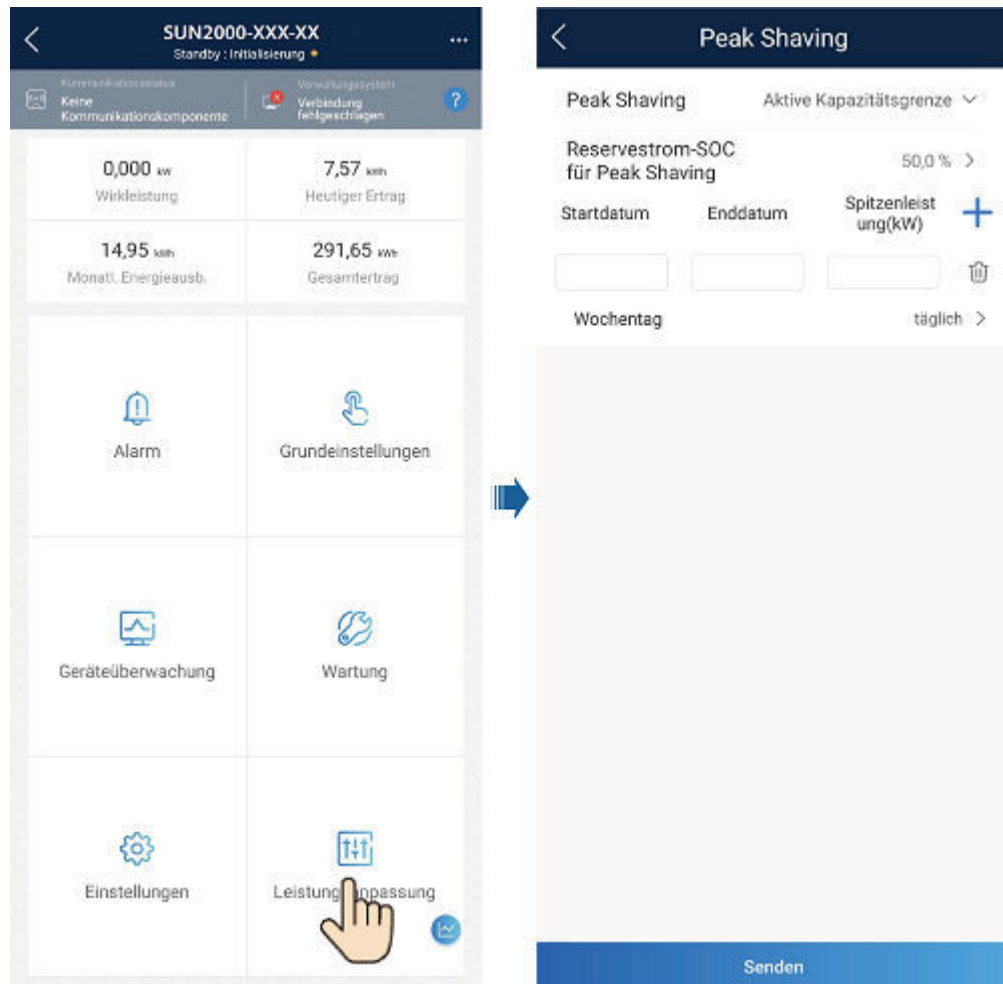 SUN2000-XXX-XX
Standby : Initialisierung
Kommunikationsstatus
Keine
Kommunikationskomponente
Verwaltungssystem
Verbindung
fehlgeschlagen
?
0,000 kW
Wirkleistung
7,57 kWh
Heutiger Ertrag
14,95 kWh
Monatl. Energieausb.
291,65 kWh
Gesamtertrag
Alarm
Grundeinstellungen
Geräteüberwachung
Wartung
Einstellungen
Leistungsanpassung
Peak Shaving
Peak Shaving
Aktive Kapazitätsgrenze
Reservestrom-SOC
für Peak Shaving
50,0 %
Startdatum
Enddatum
Spitzenleist
ung(kW)
Wochentag
täglich
Senden